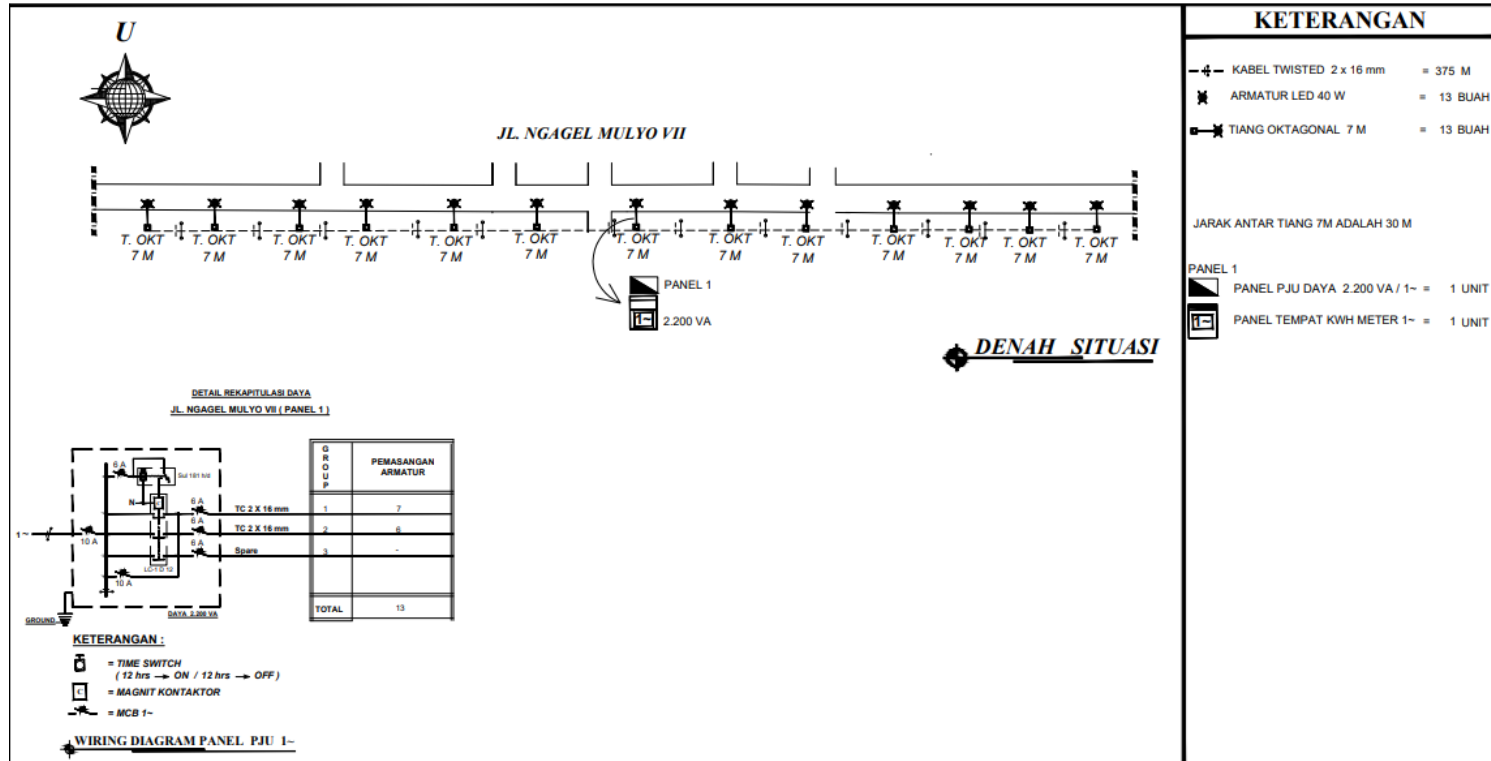 U
JL. NGAGEL MULYO VII
T. OKT
7 M
T. OKT
7 M
T. OKT
7 M
T. OKT
7 M
T. OKT
7 M
T. OKT
7 M
T. OKT
7 M
T. OKT
7 M
T. OKT
7 M
T. OKT
7 M
T. OKT
7 M
T. OKT
7 M
T. OKT
7 M
PANEL 1
1~
2.200 VA
DENAH SITUASI
KETERANGAN
KABEL TWISTED 2 x 16 mm = 375 M
ARMATUR LED 40 W = 13 BUAH
TIANG OKTAGONAL 7 M = 13 BUAH
JARAK ANTAR TIANG 7M ADALAH 30 M
PANEL 1
PANEL PJU DAYA 2.200 VA / 1~ = 1 UNIT
1~ PANEL TEMPAT KWH METER 1~ = 1 UNIT
DETAIL REKAPITULASI DAYA
JL. NGAGEL MULYO VII ( PANEL 1 )
6 A
Sul 181 h/d
N
1~
10 A
6 A
TC 2 X 16 mm
6 A
TC 2 X 16 mm
6 A
Spare
LC-1 D 12
10 A
GROUND
DAYA 2.200 VA
GROUP PEMASANGAN
ARMATUR
1 7
2 6
3 -
TOTAL 13
KETERANGAN :
= TIME SWITCH
( 12 hrs → ON / 12 hrs → OFF )
C = MAGNIT KONTAKTOR
= MCB 1~
WIRING DIAGRAM PANEL PJU 1~